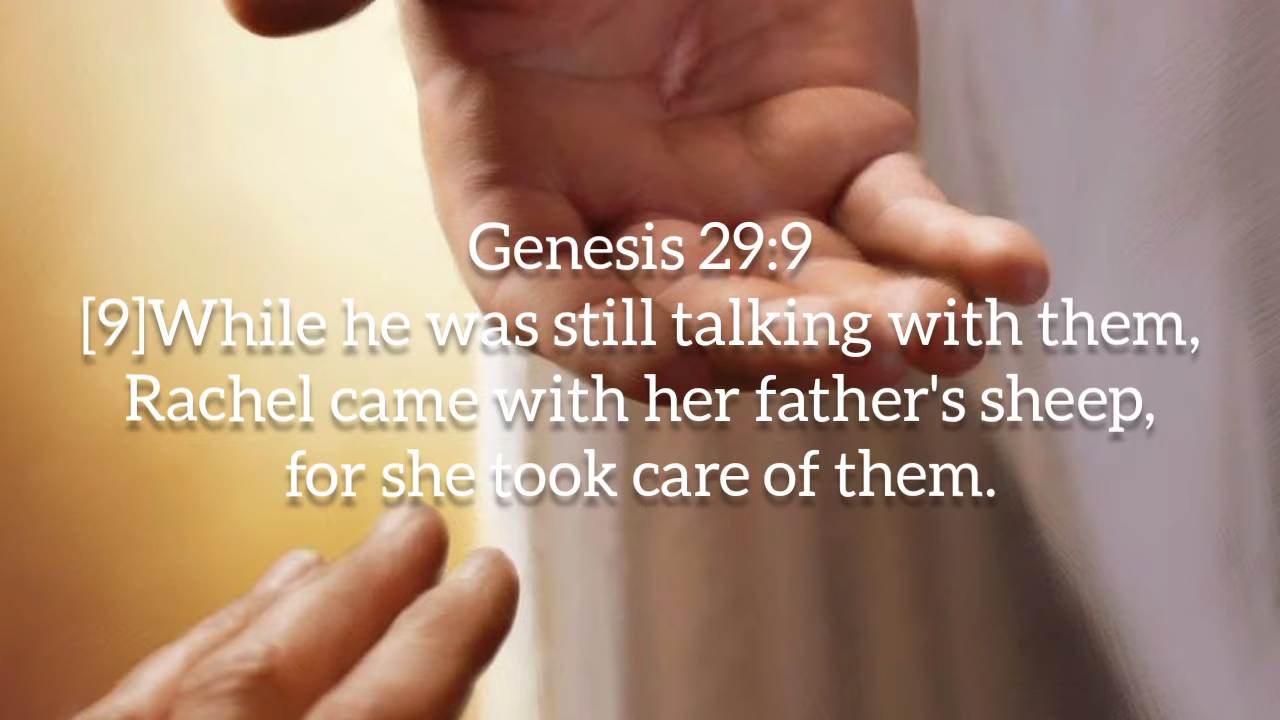 Genesis 29:9
[9]While he was still talking with them,
Rachel came with her father's sheep,
for she took care of them.